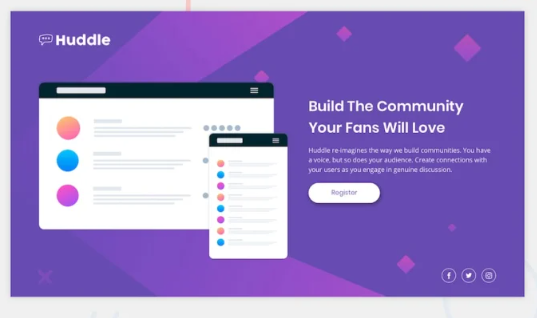 Huddle
Build The Community
Your Fans Will Love
Huddle re-imagines the way we build communities. You have
a voice, but so does your audience. Create connections with
your users as you engage in genuine discussion.
Register